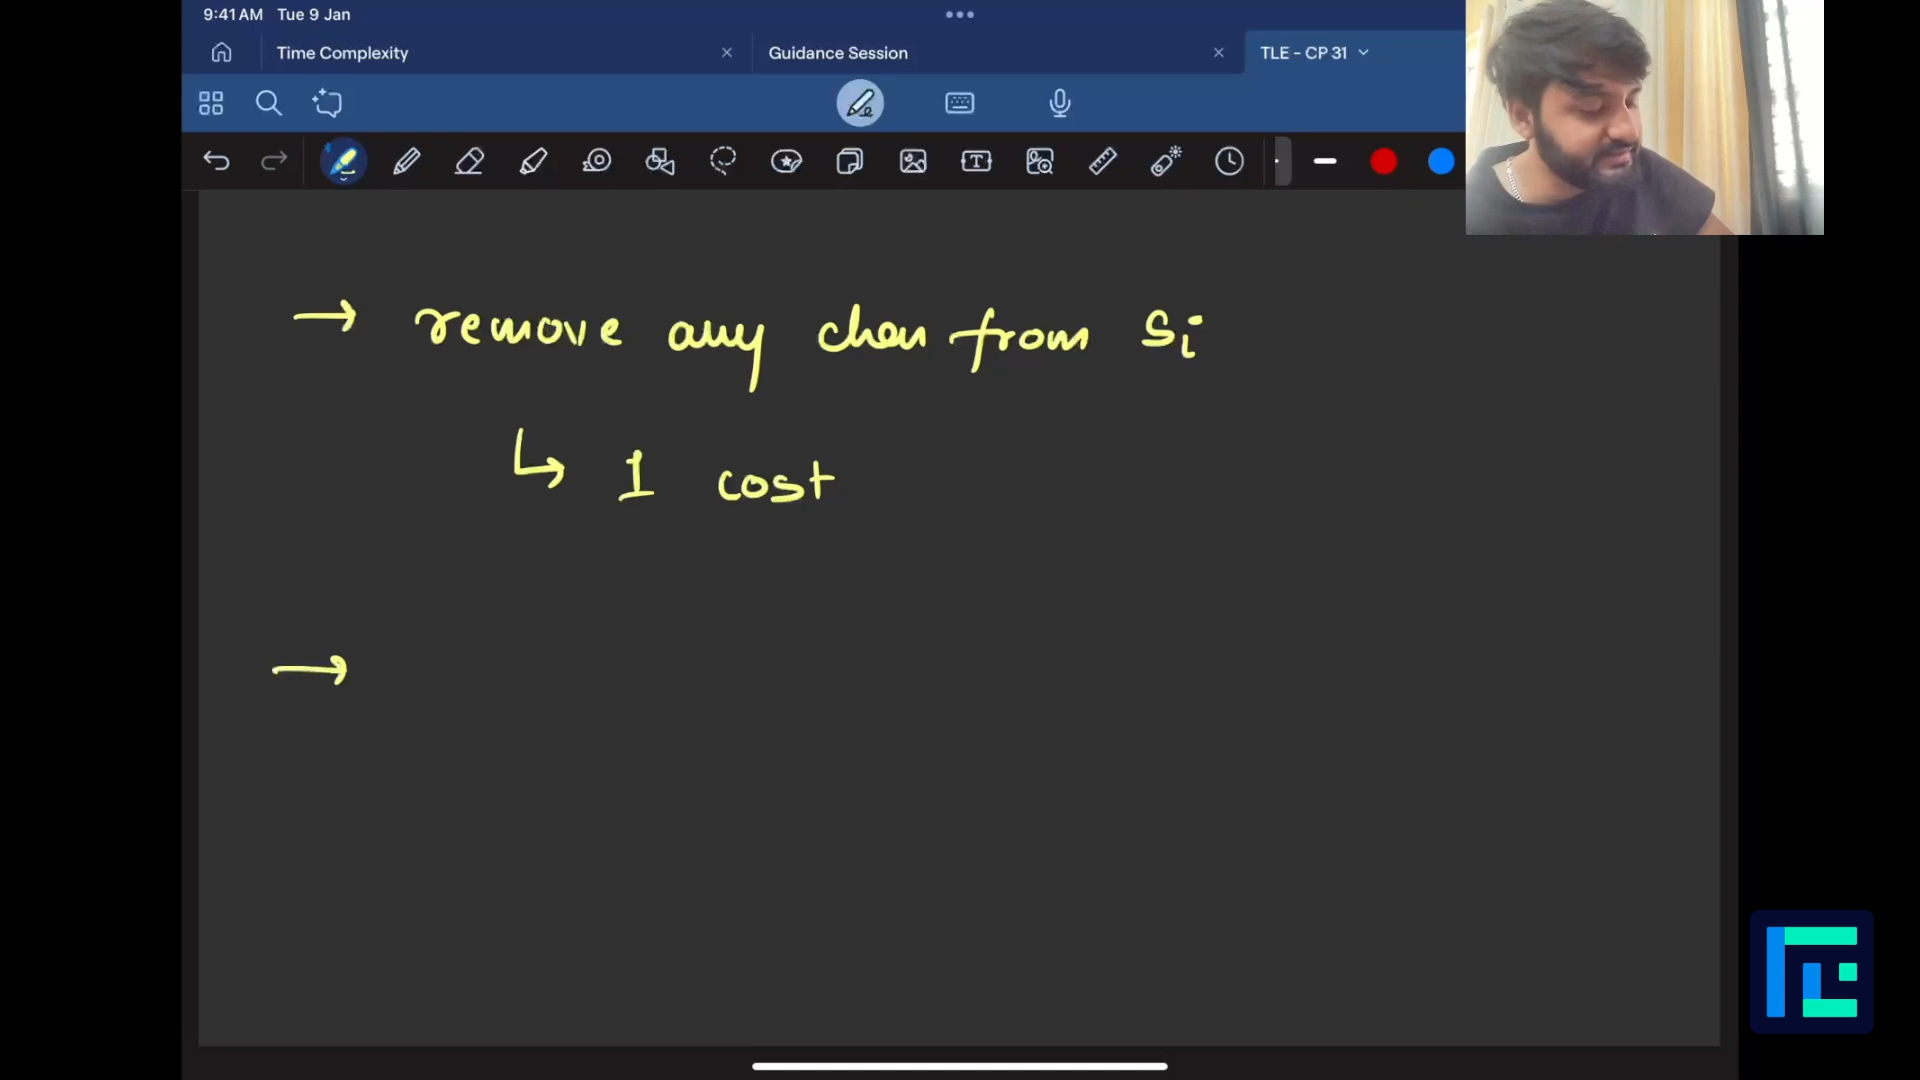 9:41 AM Tue 9 Jan
Time Complexity
Guidance Session
TLE - CP 31
→ remove any char from Si
↳ 1 cost
→